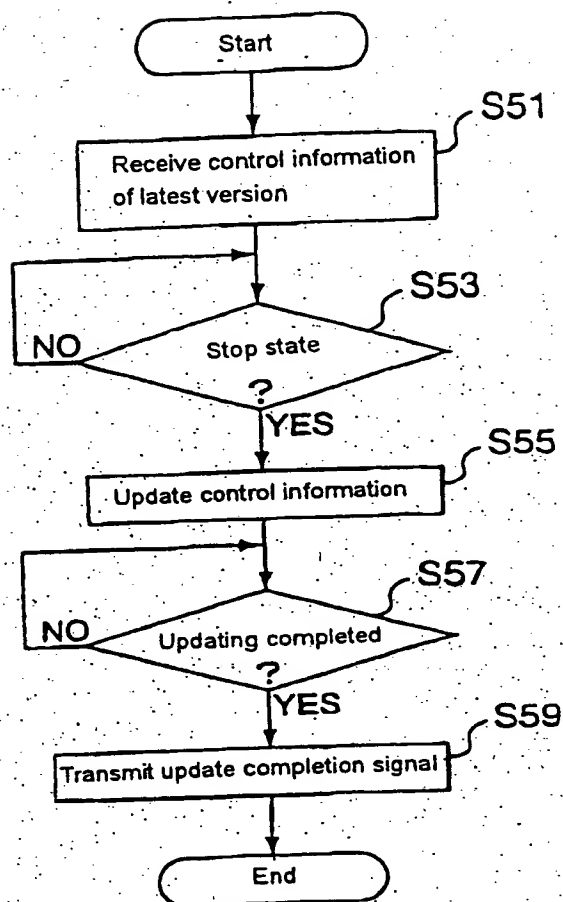 Start
S51
Receive control information
of latest version
S53
Stop state
?
NO
YES
S55
Update control information
S57
Updating completed
?
NO
YES
S59
Transmit update completion signal
End